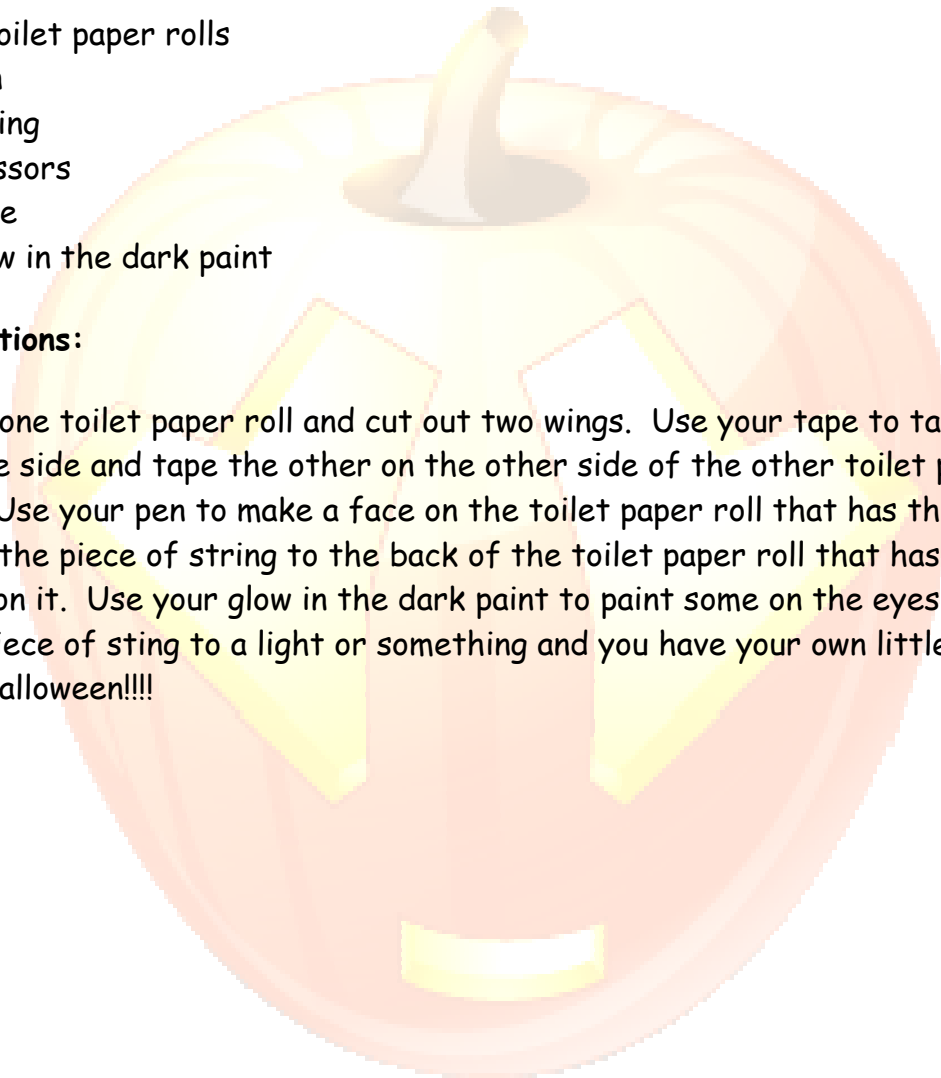 oilet paper rolls
ing
ssors
e
w in the dark paint
tions:
one toilet paper roll and cut out two wings.  Use your tape to ta
e side and tape the other on the other side of the other toilet p
Use your pen to make a face on the toilet paper roll that has th
the piece of string to the back of the toilet paper roll that has
on it.  Use your glow in the dark paint to paint some on the eyes
iece of sting to a light or something and you have your own little
alloween!!!!